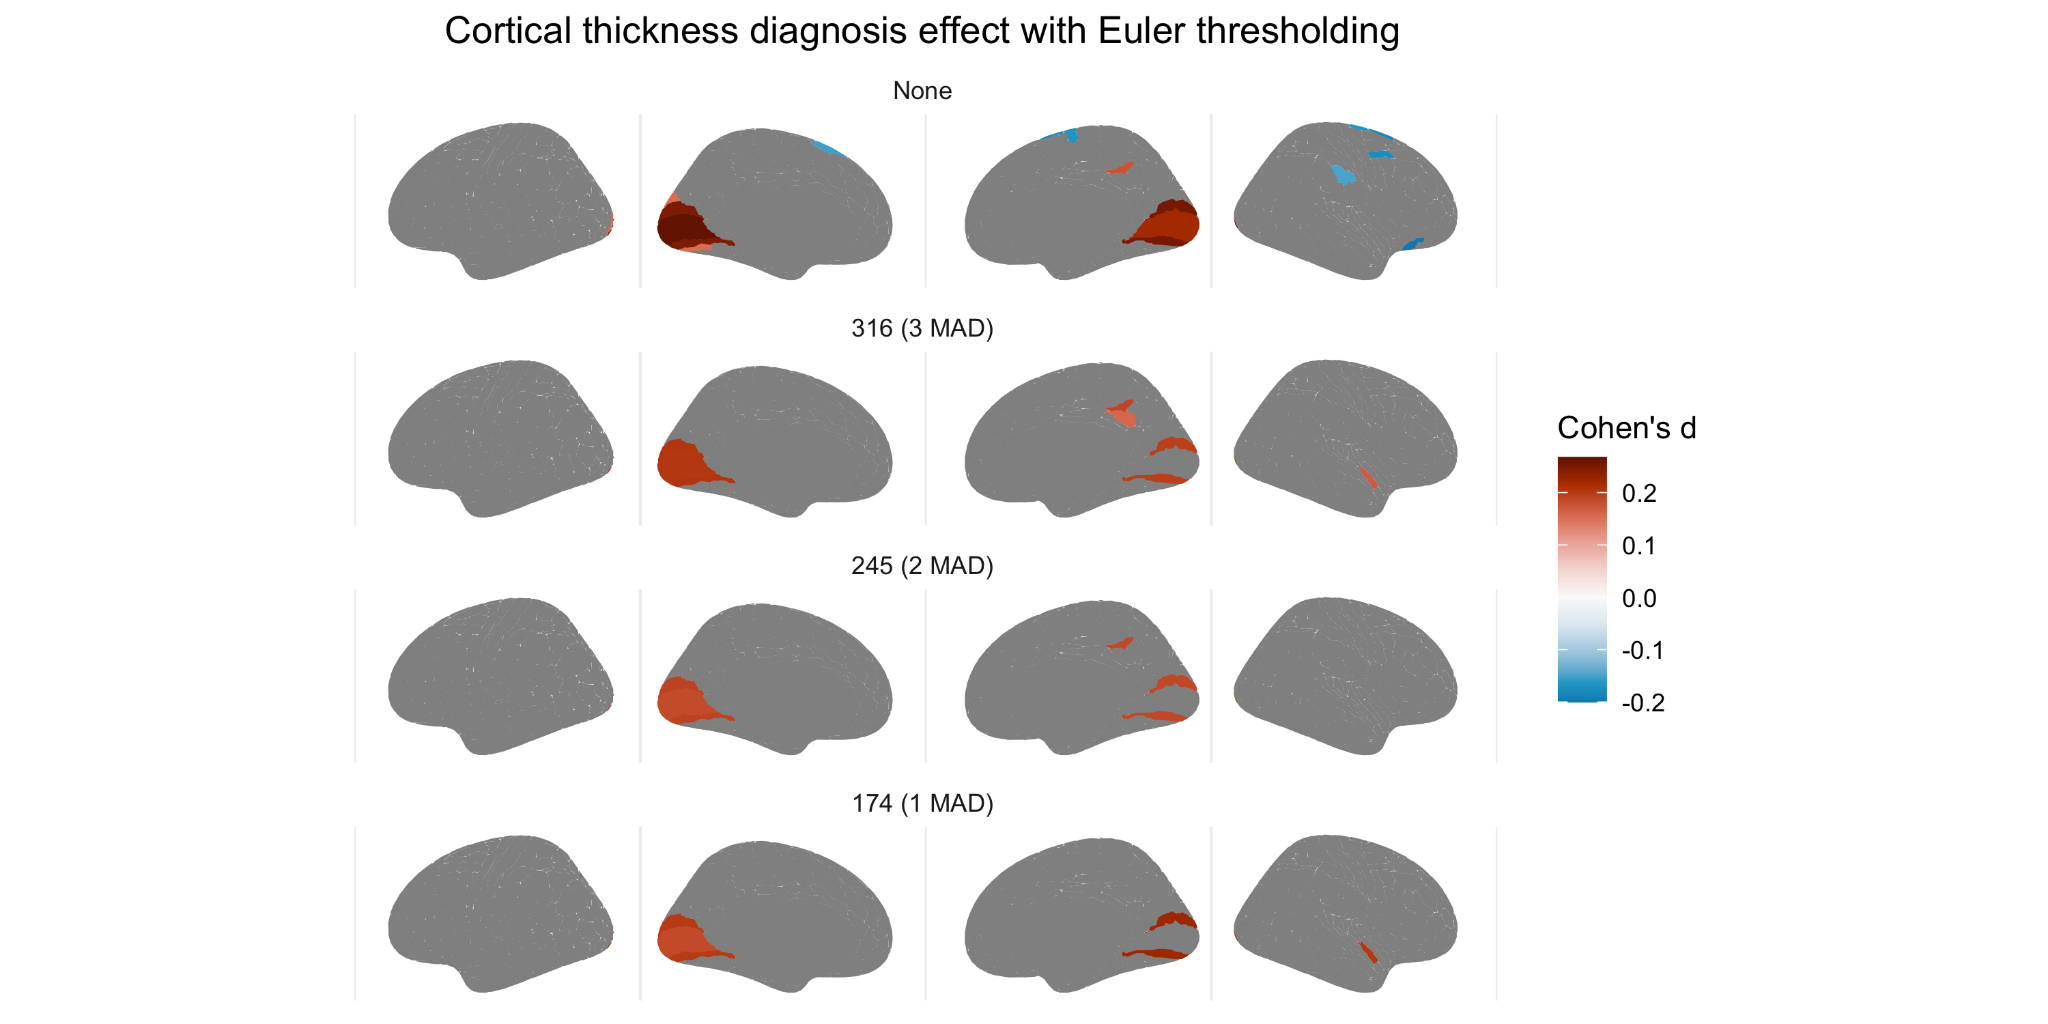 Cortical thickness diagnosis effect with Euler thresholding
None
316 (3 MAD)
245 (2 MAD)
174 (1 MAD)
Cohen's d
0.2
0.1
0.0
-0.1
-0.2